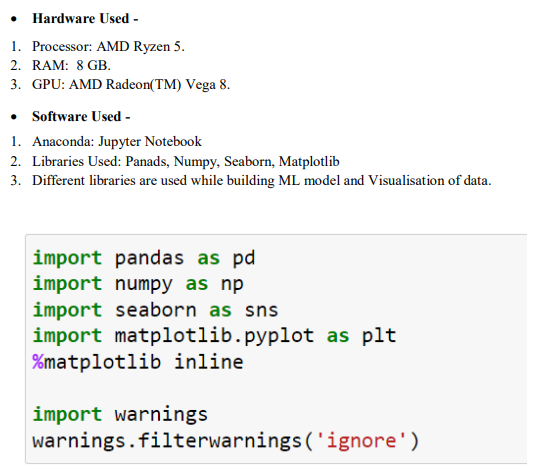 • Hardware Used -
1. Processor: AMD Ryzen 5.
2. RAM: 8 GB.
3. GPU: AMD Radeon(TM) Vega 8.
• Software Used -
1. Anaconda: Jupyter Notebook
2. Libraries Used: Panads, Numpy, Seaborn, Matplotlib
3. Different libraries are used while building ML model and Visualisation of data.
import pandas as pd
import numpy as np
import seaborn as sns
import matplotlib.pyplot as plt
%matplotlib inline
import warnings
warnings.filterwarnings('ignore')